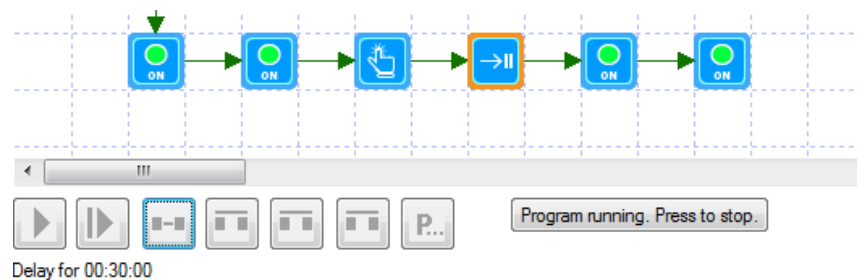 ON ON ON ON
P... Program running. Press to stop.
Delay for 00:30:00